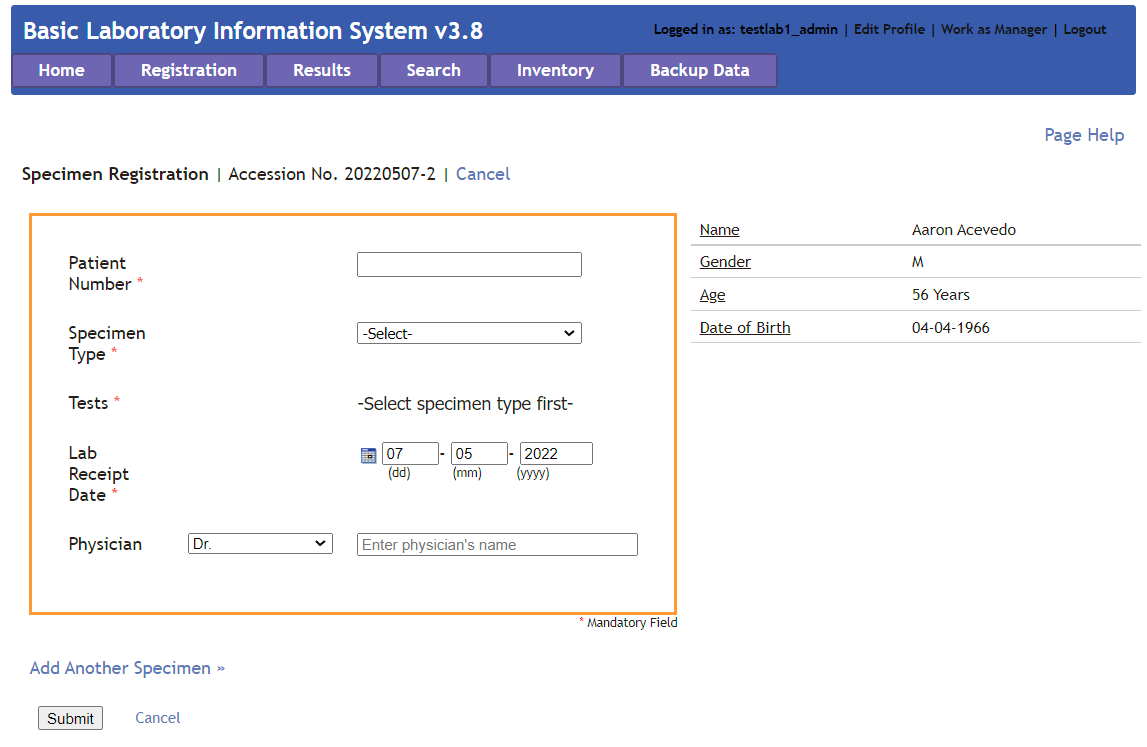 Basic Laboratory Information System v3.8
Logged in as: testlab1_admin | Edit Profile | Work as Manager | Logout
Home Registration Results Search Inventory Backup Data
Page Help
Specimen Registration | Accession No. 20220507-2 | Cancel
Patient
Number *
Specimen
Type *
-Select-
Tests *
-Select specimen type first-
Lab
Receipt
Date *
07 - 05 - 2022
(dd) (mm) (yyyy)
Physician Dr. Enter physician's name
* Mandatory Field
Name Aaron Acevedo
Gender M
Age 56 Years
Date of Birth 04-04-1966
Add Another Specimen »
Submit Cancel